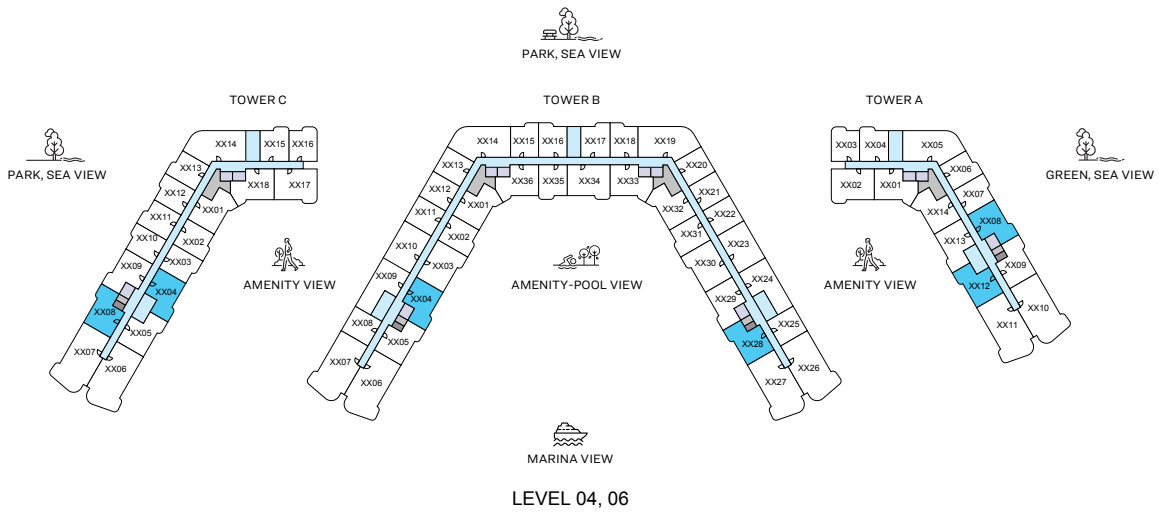 PARK, SEA VIEW
TOWER C
TOWER B
TOWER A
PARK, SEA VIEW
GREEN, SEA VIEW
XX14
XX15
XX16
XX13
XX12
XX11
XX10
XX09
XX08
XX07
XX06
XX05
XX04
XX03
XX02
XX01
XX18
XX17
AMENITY VIEW
XX14
XX15
XX16
XX17
XX18
XX19
XX13
XX12
XX11
XX10
XX09
XX08
XX07
XX06
XX05
XX04
XX03
XX02
XX01
XX36
XX35
XX34
XX33
XX32
XX31
XX30
XX29
XX28
XX27
XX26
XX25
XX24
XX23
XX22
XX21
XX20
AMENITY-POOL VIEW
AMENITY VIEW
XX03
XX04
XX05
XX02
XX01
XX06
XX07
XX08
XX09
XX10
XX11
XX12
XX13
XX14
MARINA VIEW
LEVEL 04, 06